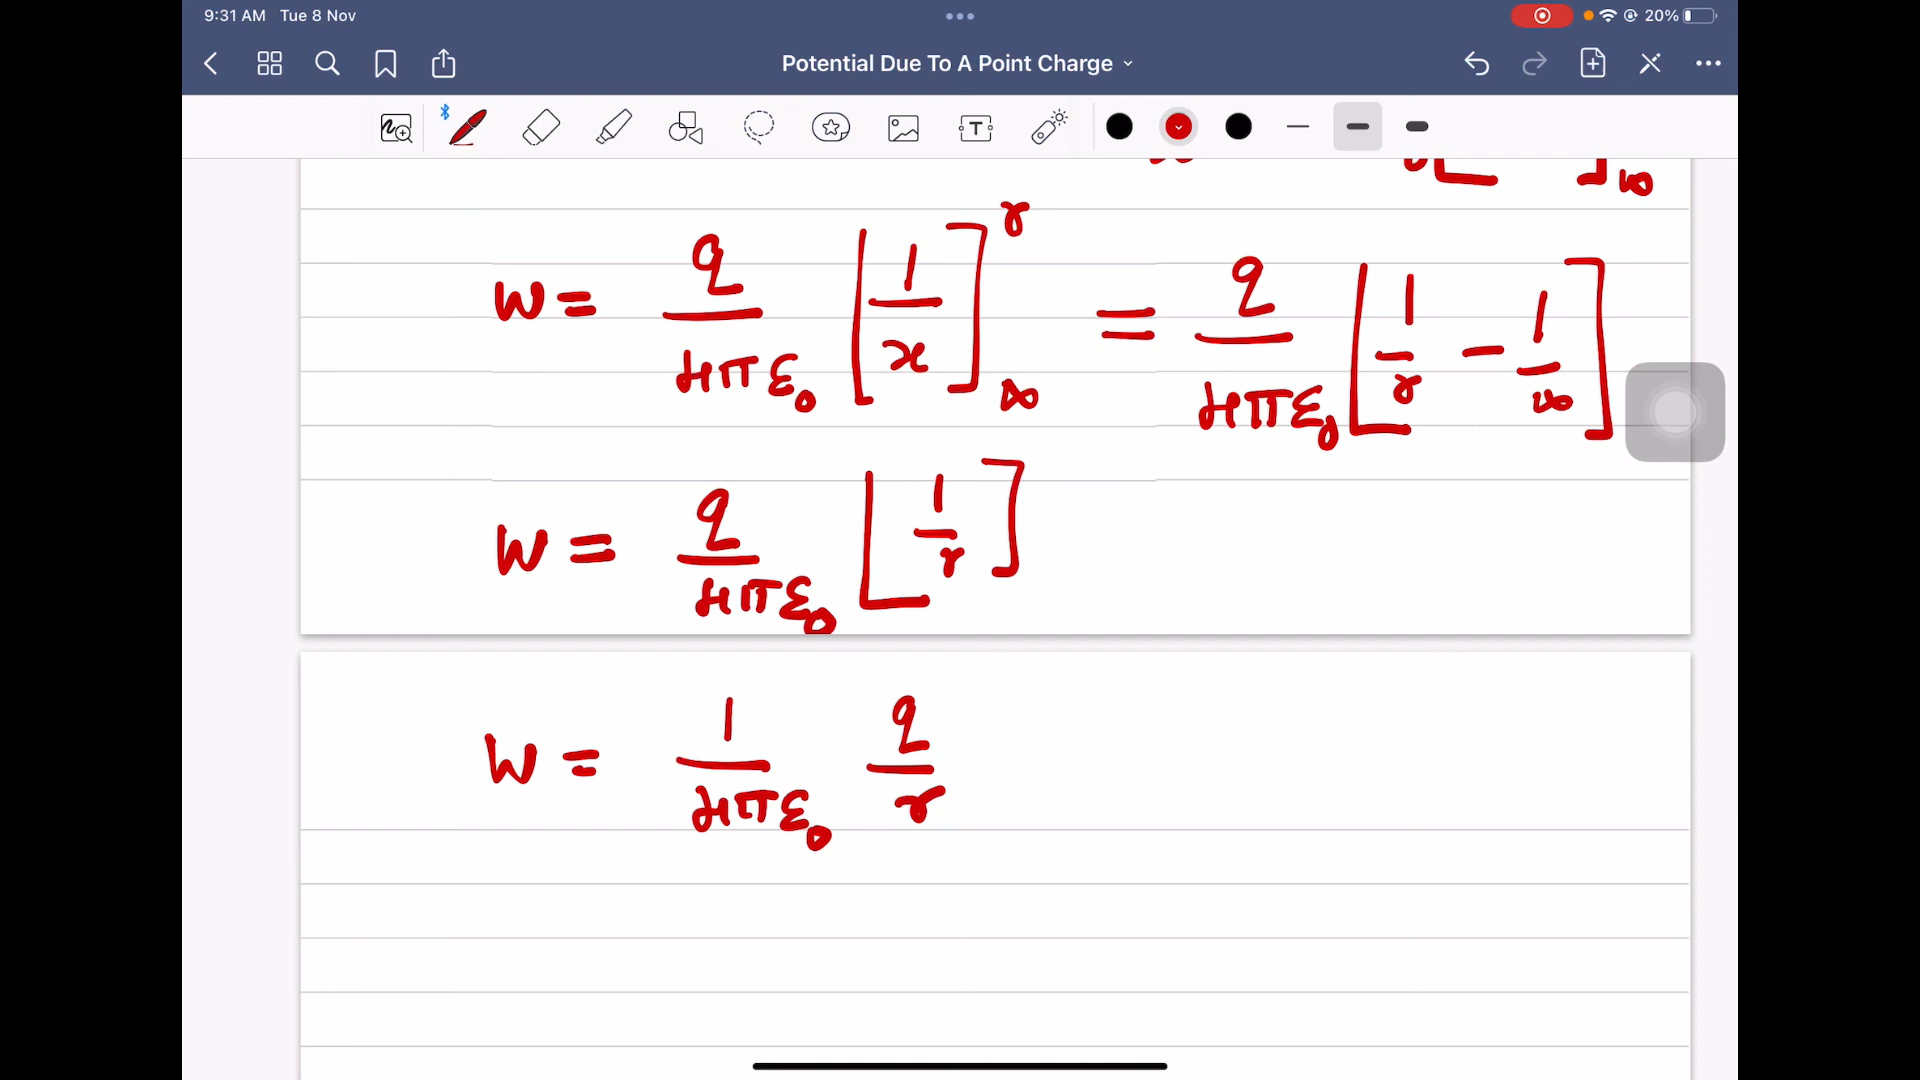 9:31 AM Tue 8 Nov
20%
Potential Due To A Point Charge
T
∞
W = q/4πε₀ [1/x]^r_∞ = q/4πε₀ [1/r - 1/∞]
W = q/4πε₀ [1/r]
W = 1/4πε₀ q/r